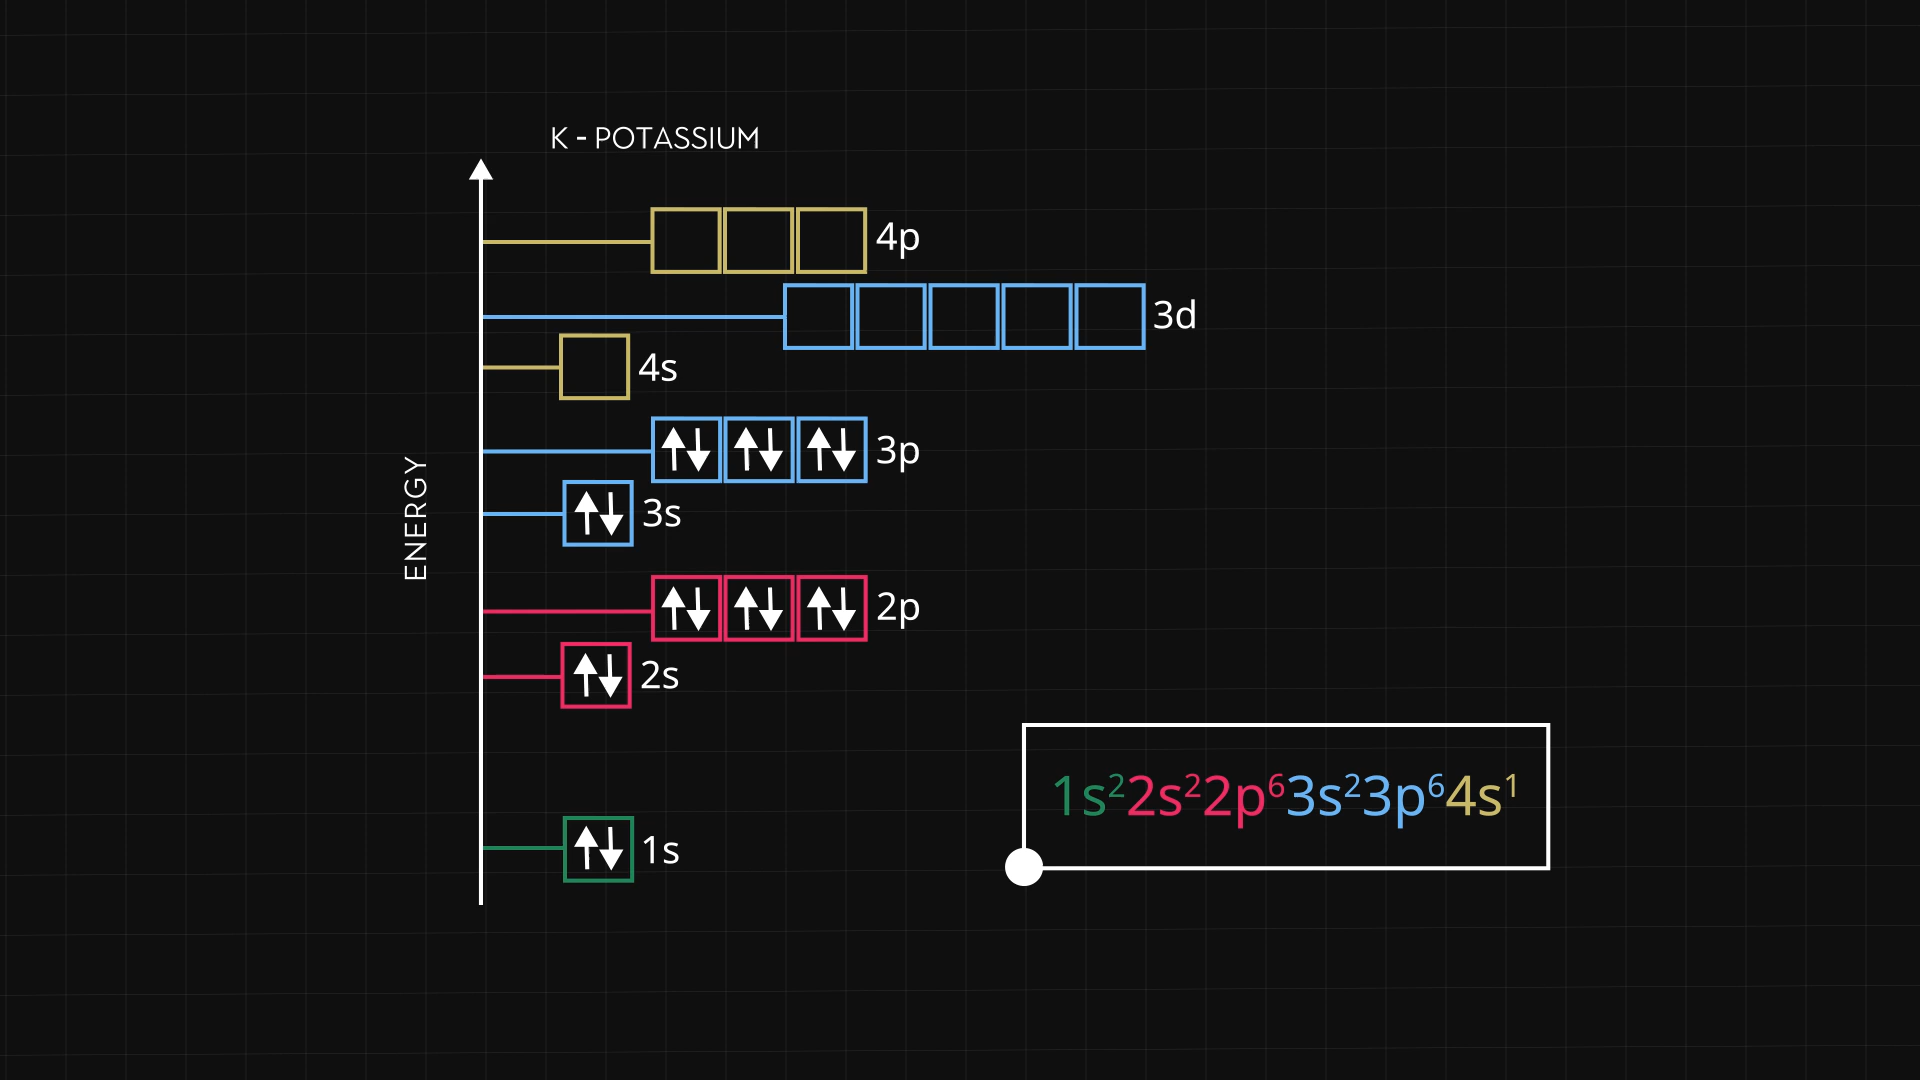 K - POTASSIUM
4p
3d
4s
3p
3s
ENERGY
2p
2s
1s
1s²2s²2p⁶3s²3p⁶4s¹